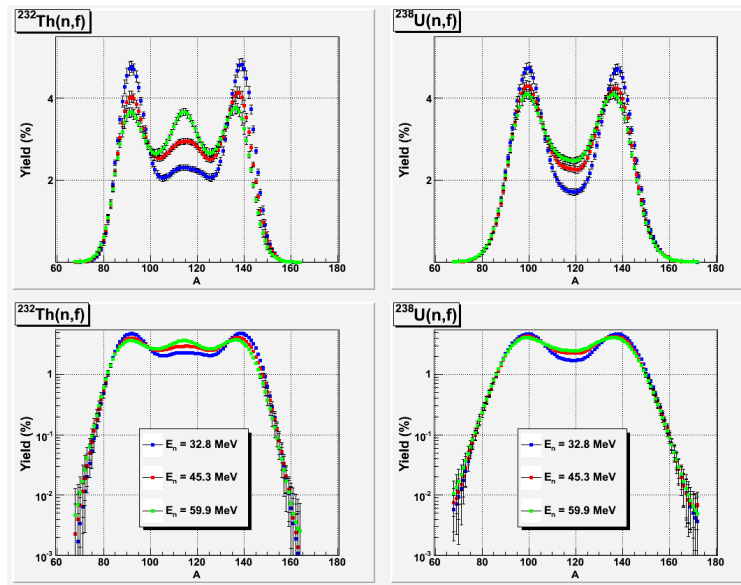 ²³²Th(n,f)
Yield (%)
4
2
60 80 100 120 140 160 180
A
²³⁸U(n,f)
Yield (%)
4
2
60 80 100 120 140 160 180
A
²³²Th(n,f)
Yield (%)
1
10⁻¹
10⁻²
10⁻³
Eₙ = 32.8 MeV
Eₙ = 45.3 MeV
Eₙ = 59.9 MeV
60 80 100 120 140 160 180
A
²³⁸U(n,f)
Yield (%)
1
10⁻¹
10⁻²
10⁻³
Eₙ = 32.8 MeV
Eₙ = 45.3 MeV
Eₙ = 59.9 MeV
60 80 100 120 140 160 180
A